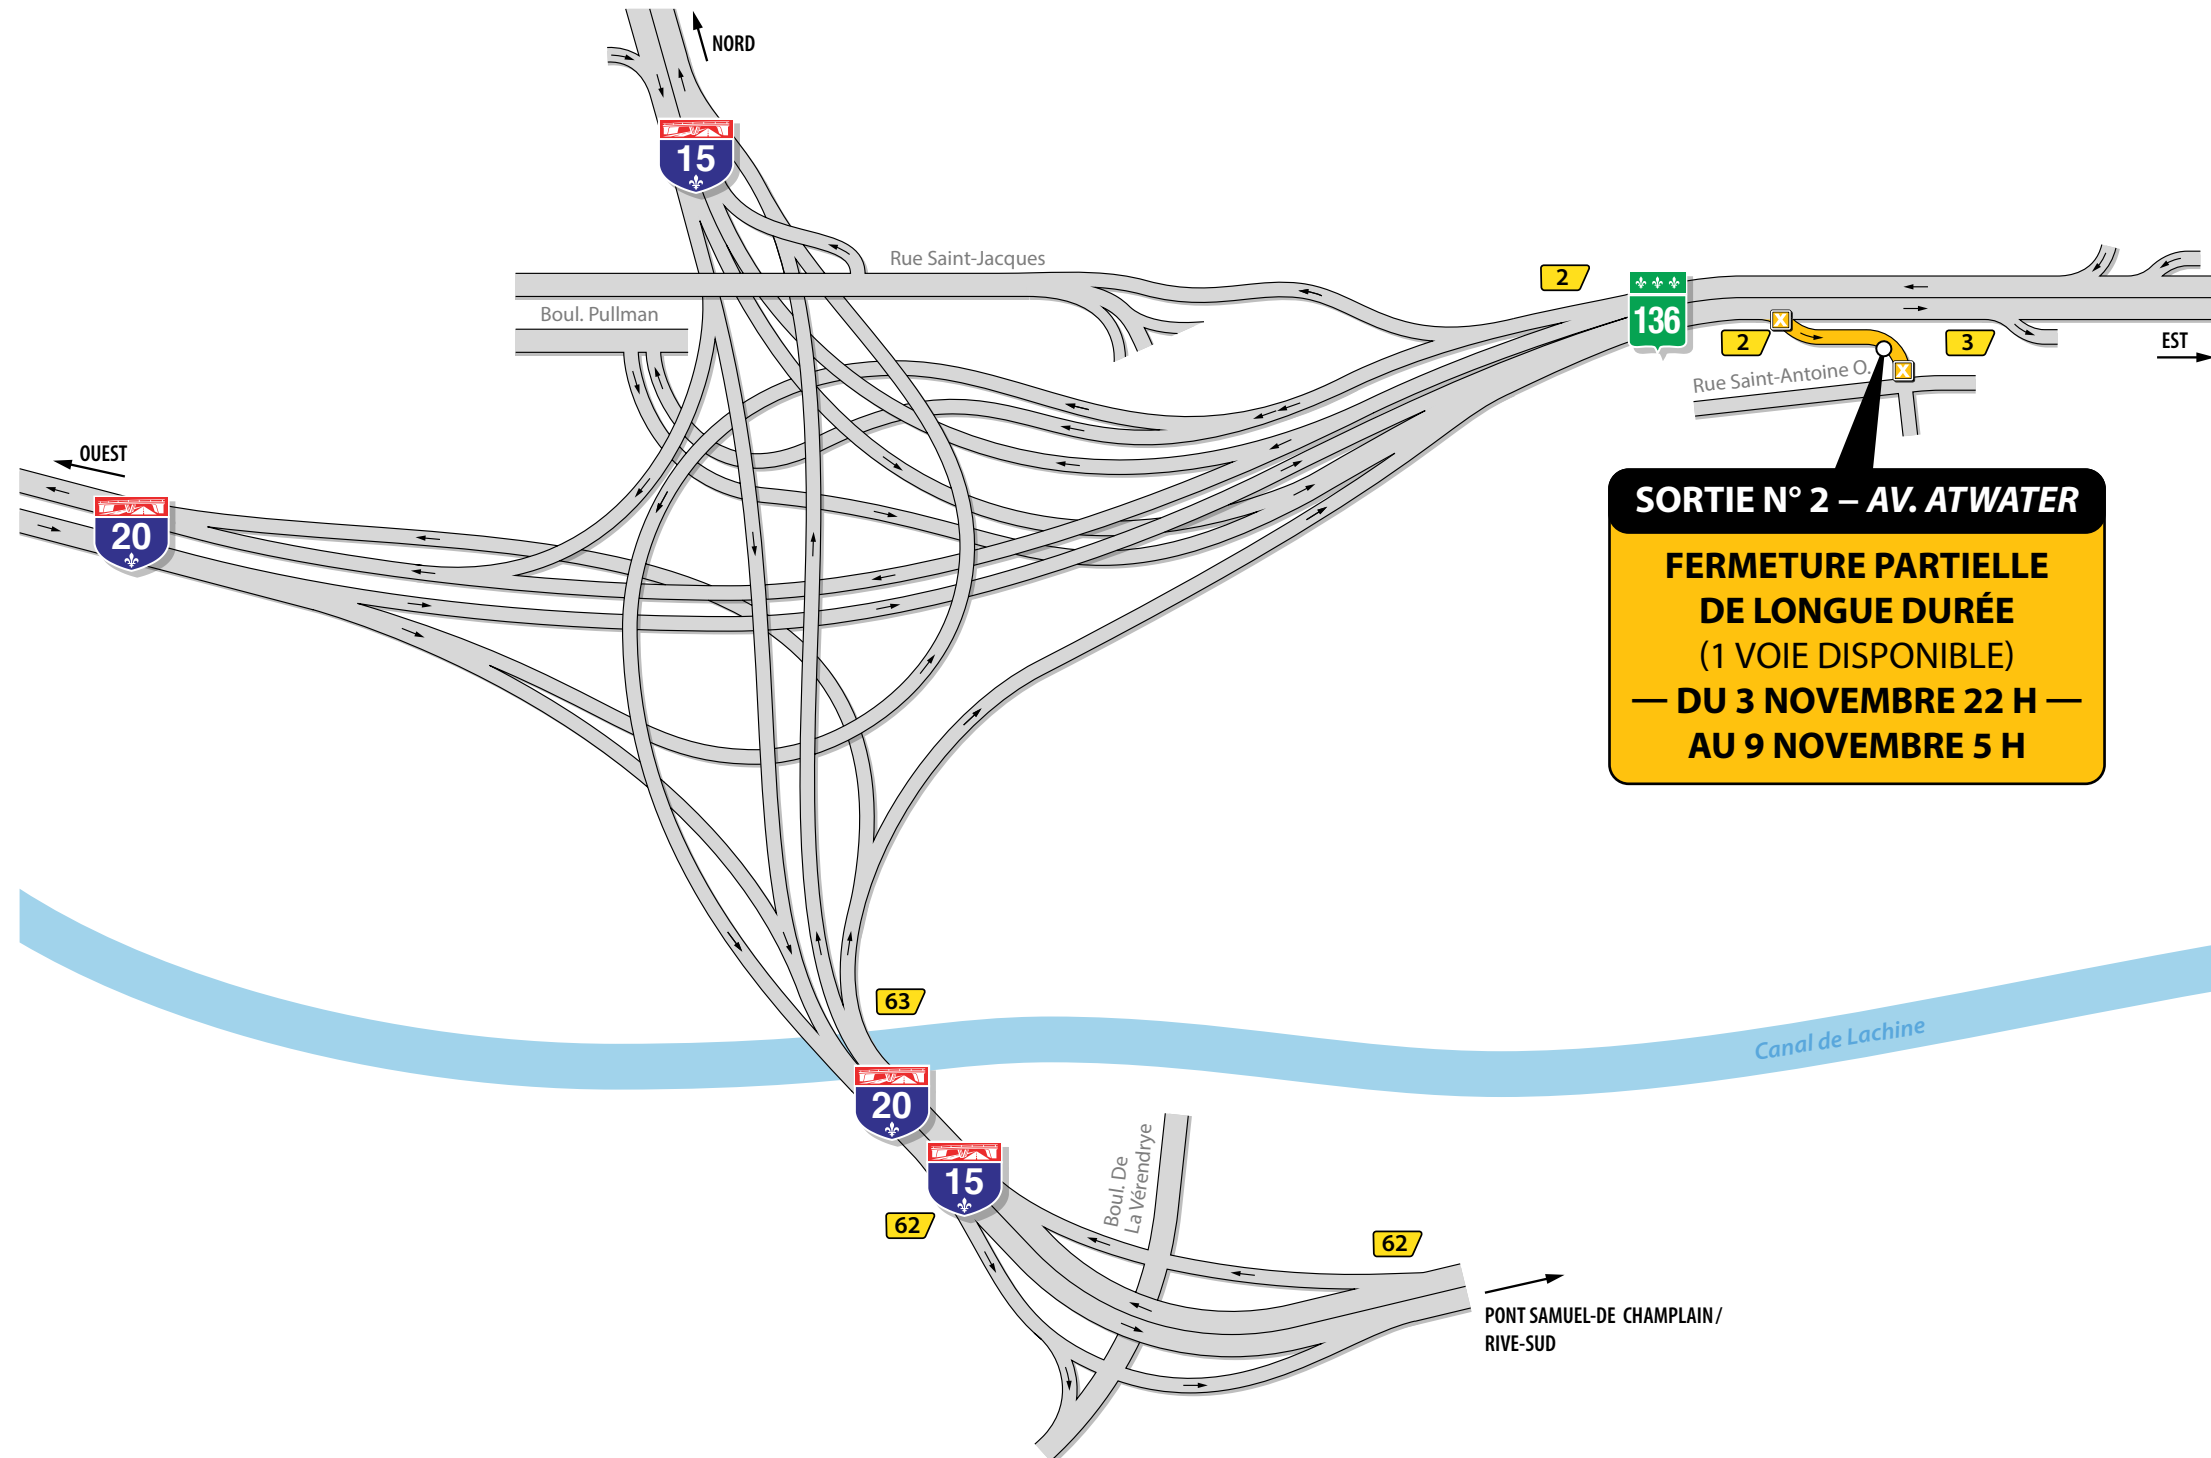 NORD
15
Rue Saint-Jacques
Boul. Pullman
2
136
2
3
EST
Rue Saint-Antoine O.
OUEST
20
SORTIE N° 2 – AV. ATWATER
FERMETURE PARTIELLE
DE LONGUE DURÉE
(1 VOIE DISPONIBLE)
— DU 3 NOVEMBRE 22 H —
AU 9 NOVEMBRE 5 H
63
Canal de Lachine
20
15
62
Boul. De
La Vérendrye
62
PONT SAMUEL-DE CHAMPLAIN/
RIVE-SUD